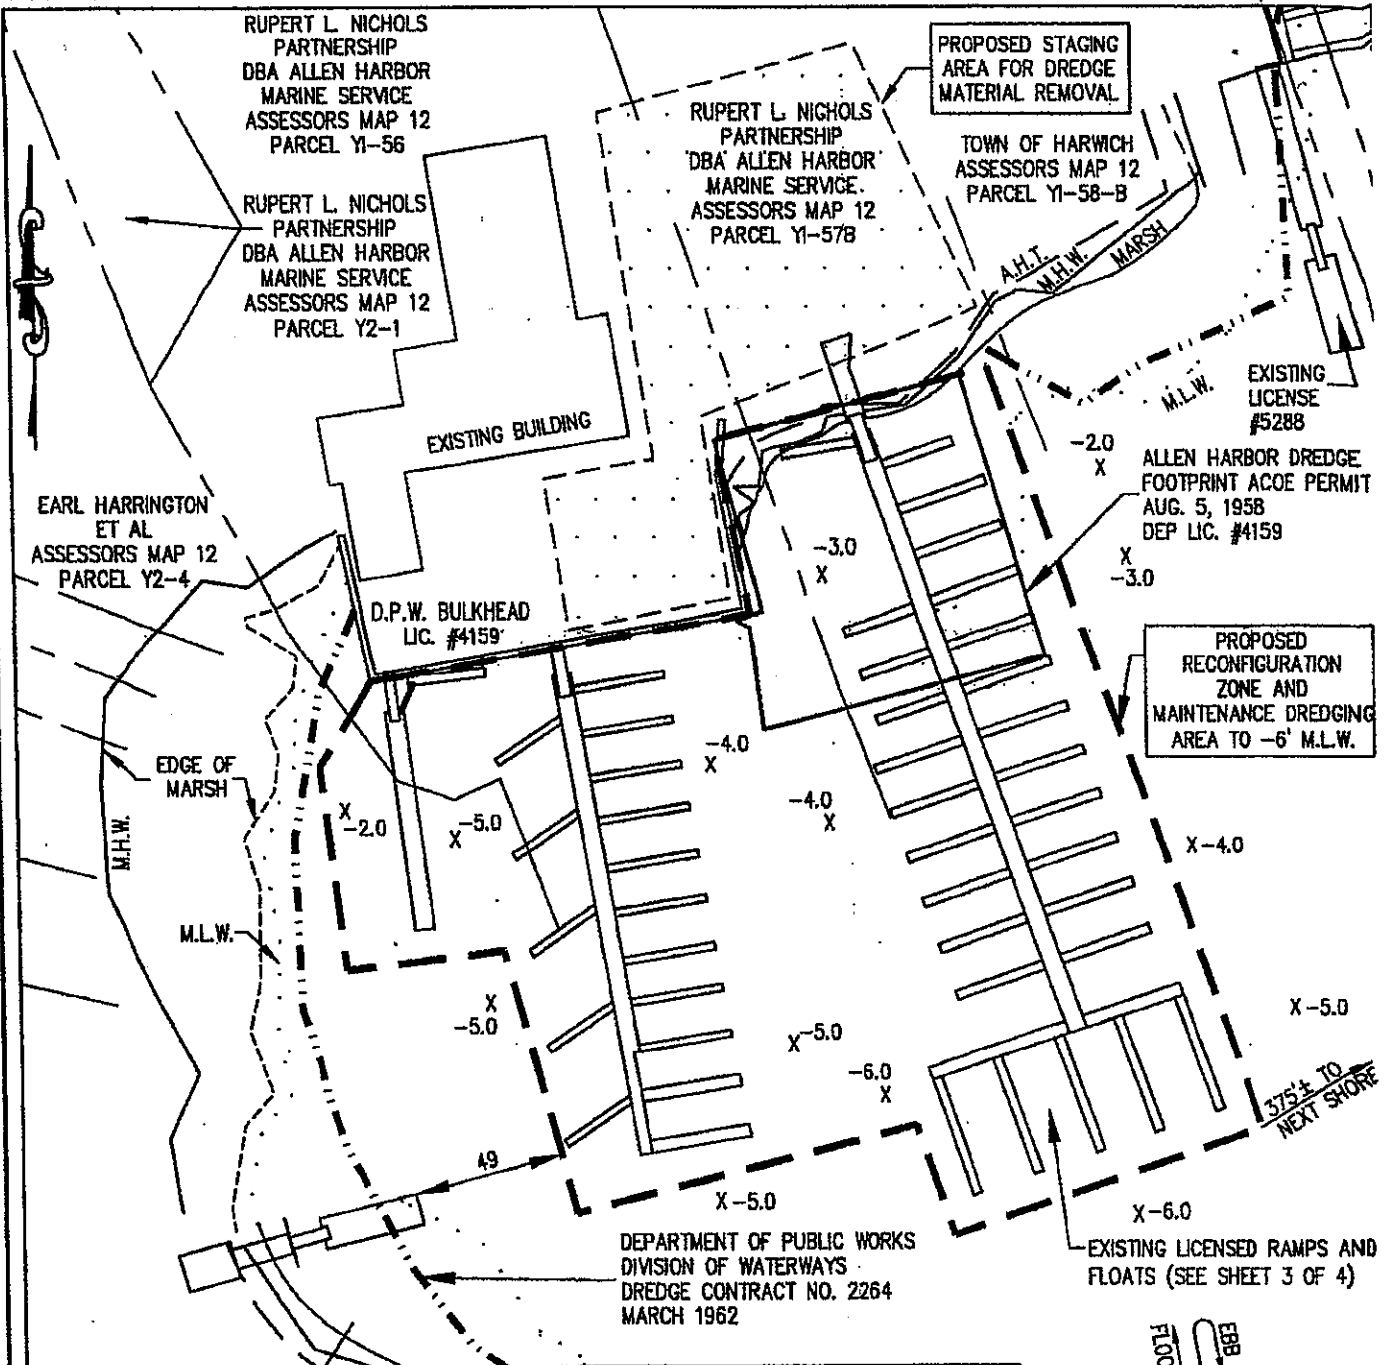 RUPERT L. NICHOLS
PARTNERSHIP
DBA ALLEN HARBOR
MARINE SERVICE
ASSESSORS MAP 12
PARCEL Y1-56
RUPERT L. NICHOLS
PARTNERSHIP
DBA ALLEN HARBOR
MARINE SERVICE
ASSESSORS MAP 12
PARCEL Y2-1
RUPERT L. NICHOLS
PARTNERSHIP
DBA ALLEN HARBOR
MARINE SERVICE
ASSESSORS MAP 12
PARCEL Y1-57B
PROPOSED STAGING
AREA FOR DREDGE
MATERIAL REMOVAL
TOWN OF HARWICH
ASSESSORS MAP 12
PARCEL Y1-58-B
A.H.T.
M.H.W.
MARSH
M.L.W.
EXISTING
LICENSE
#5288
EXISTING BUILDING
EARL HARRINGTON
ET AL
ASSESSORS MAP 12
PARCEL Y2-4
D.P.W. BULKHEAD
LIC. #4159
-2.0
X
ALLEN HARBOR DREDGE
FOOTPRINT ACOE PERMIT
AUG. 5, 1958
DEP LIC. #4159
-3.0
X
X
-3.0
PROPOSED
RECONFIGURATION
ZONE AND
MAINTENANCE DREDGING
AREA TO -6' M.L.W.
EDGE OF
MARSH
M.H.W.
M.L.W.
X
-2.0
X -5.0
-4.0
X
-4.0
X
X -4.0
X
-5.0
X -5.0
-6.0
X
X -5.0
375'± TO
NEXT SHORE
49
X -5.0
X -6.0
DEPARTMENT OF PUBLIC WORKS
DIVISION OF WATERWAYS
DREDGE CONTRACT NO. 2264
MARCH 1962
EXISTING LICENSED RAMPS AND
FLOATS (SEE SHEET 3 OF 4)
EBB